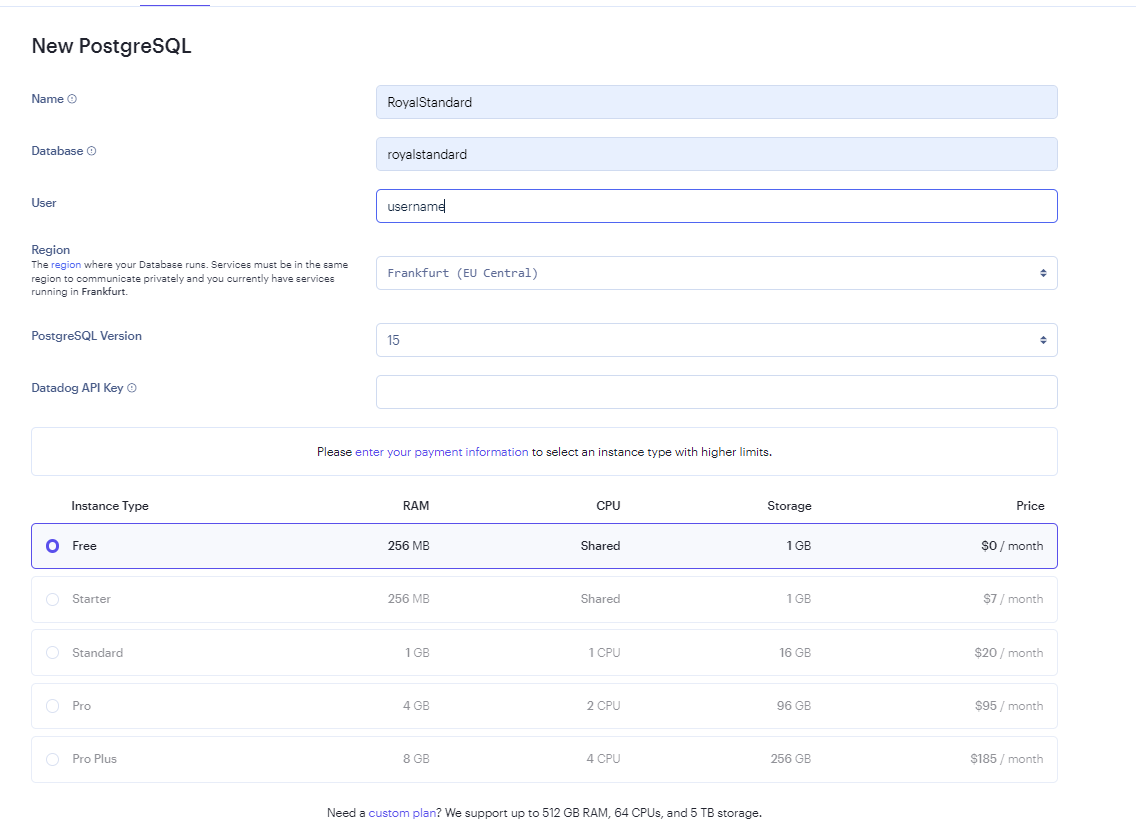 New PostgreSQL
Name
RoyalStandard
Database
royalstandard
User
username
Region
The region where your Database runs. Services must be in the same
region to communicate privately and you currently have services
running in Frankfurt.
Frankfurt (EU Central)
PostgreSQL Version
15
Datadog API Key
Please enter your payment information to select an instance type with higher limits.
Instance Type RAM CPU Storage Price
Free 256 MB Shared 1 GB $0 / month
Starter 256 MB Shared 1 GB $7 / month
Standard 1 GB 1 CPU 16 GB $20 / month
Pro 4 GB 2 CPU 96 GB $95 / month
Pro Plus 8 GB 4 CPU 256 GB $185 / month
Need a custom plan? We support up to 512 GB RAM, 64 CPUs, and 5 TB storage.